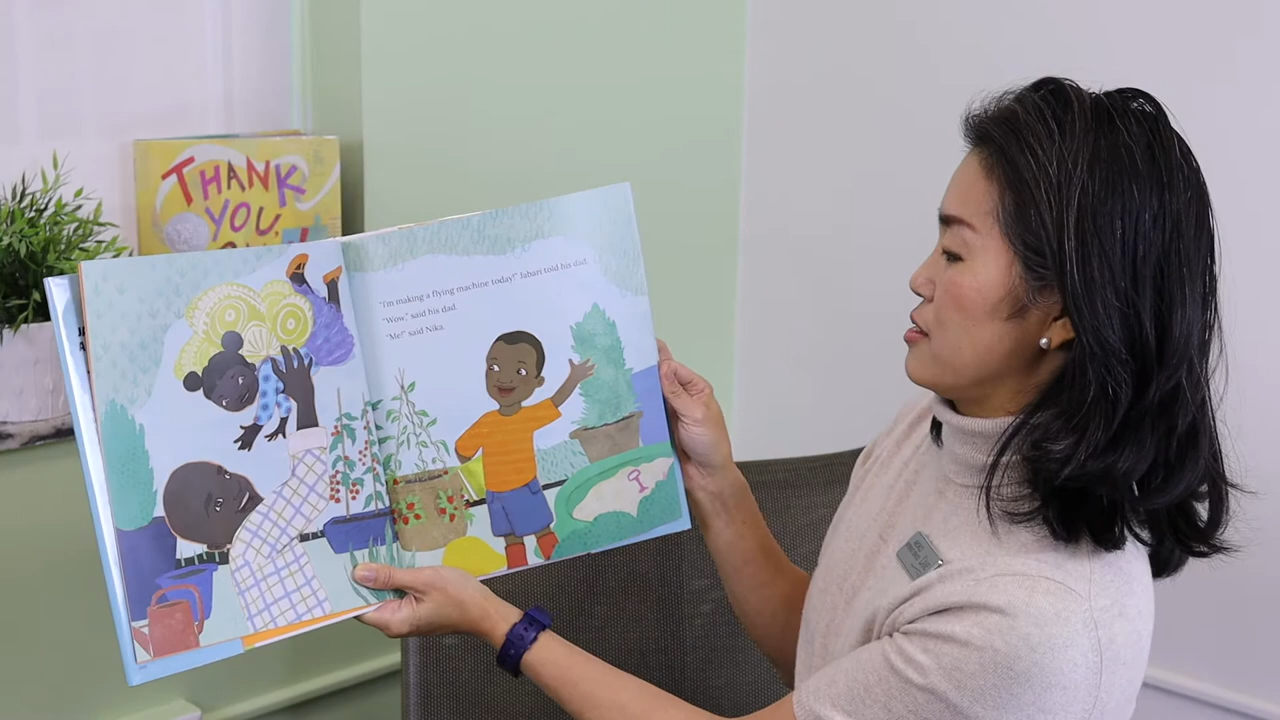 THANK
YOU,
"I'm making a flying machine today!" Jabari told his dad.
"Wow," said his dad.
"Me!" said Nika.